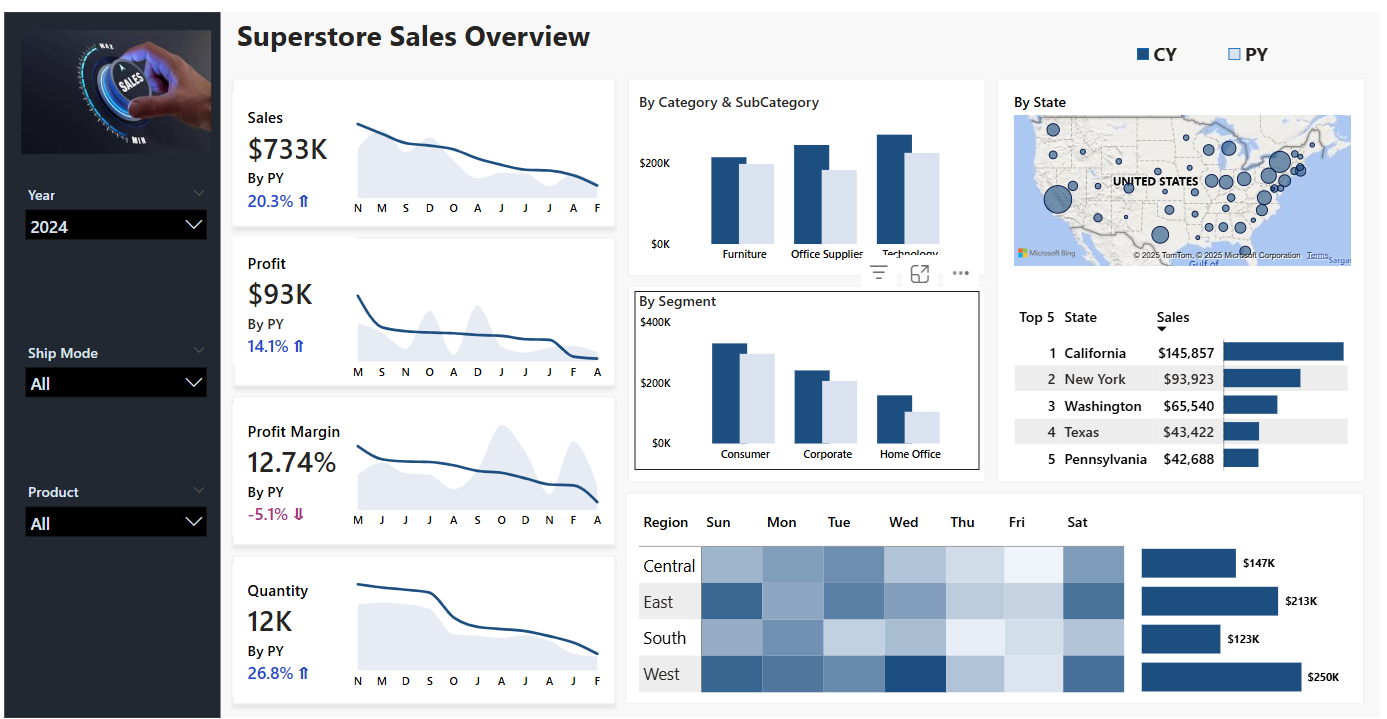 Superstore Sales Overview
CY
PY
MAX
SALES
MIN
Year
2024
Ship Mode
All
Product
All
Sales
$733K
By PY
20.3% ⇑
N M S D O A J J J A F
Profit
$93K
By PY
14.1% ⇑
M S N D O S J J J F A
Profit Margin
12.74%
By PY
-5.1% ⇓
M J J J A S O D N F A
Quantity
12K
By PY
26.8% ⇑
N M D S O J A M A J F
By Category & SubCategory
$200K
$0K
Furniture
Office Supplies
Technology
By Segment
$400K
$200K
$0K
Consumer
Corporate
Home Office
By State
UNITED STATES
Microsoft Bing
© 2025 TomTom, © 2025 Microsoft Corporation Terms
Gulf of
Sargas
Top 5 State Sales
1 California $145,857
2 New York $93,923
3 Washington $65,540
4 Texas $43,422
5 Pennsylvania $42,688
Region Sun Mon Tue Wed Thu Fri Sat
Central $147K
East $213K
South $123K
West $250K